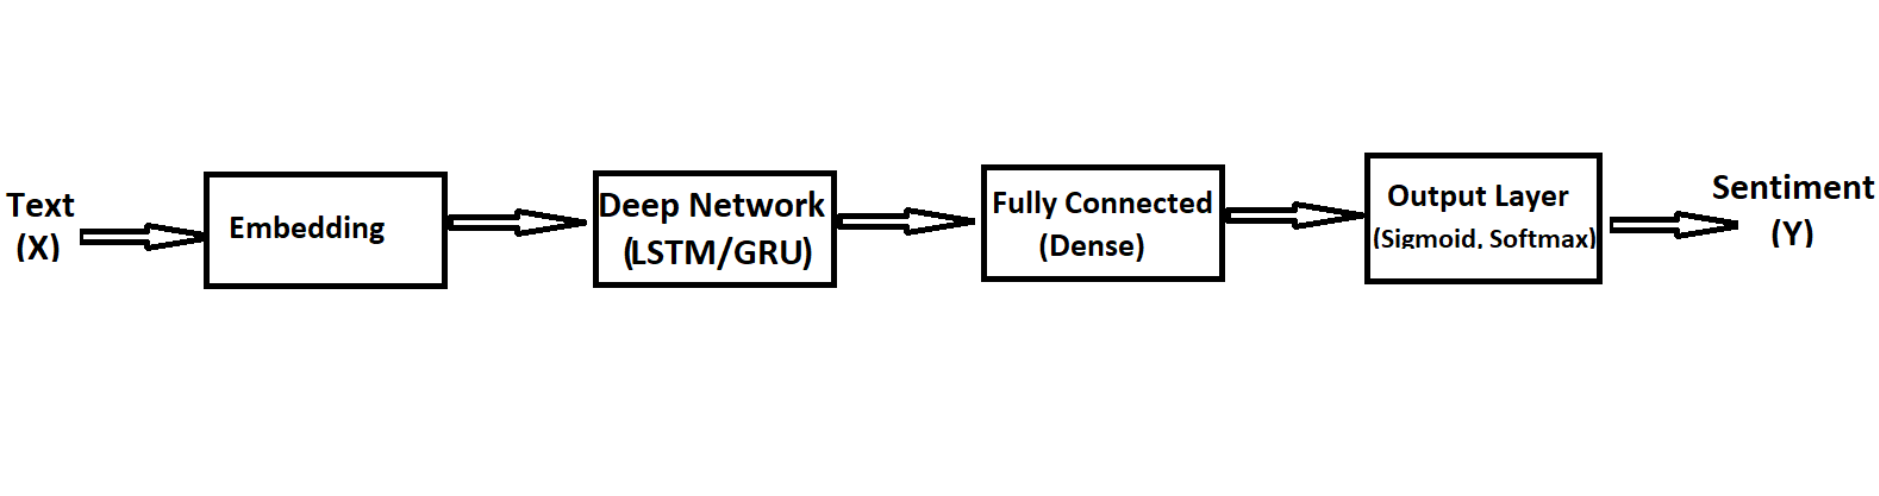 Text
(X)
Embedding
Deep Network
(LSTM/GRU)
Fully Connected
(Dense)
Output Layer
(Sigmoid, Softmax)
Sentiment
(Y)